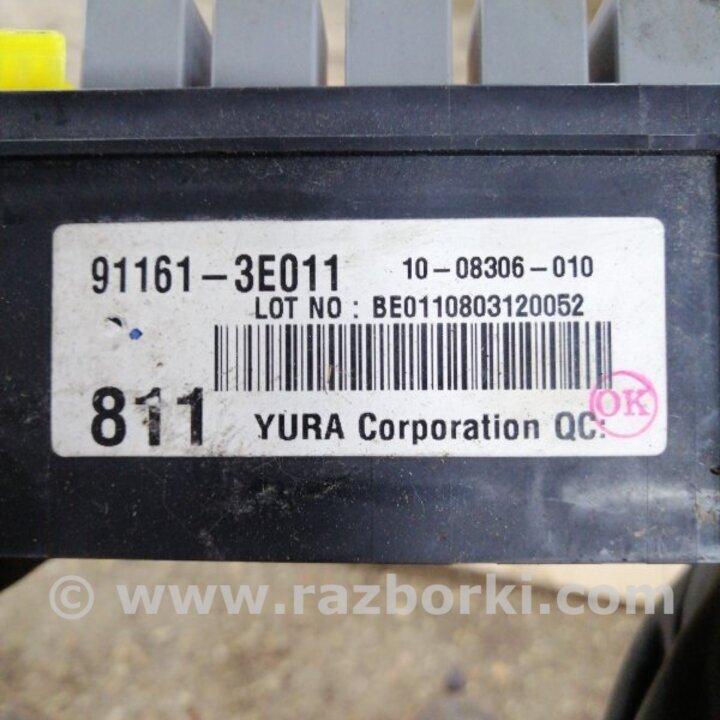 91161-3E011 10-08306-010
LOT NO : BE0110803120052
811 YURA Corporation QC:
OK
© www.razborki.com